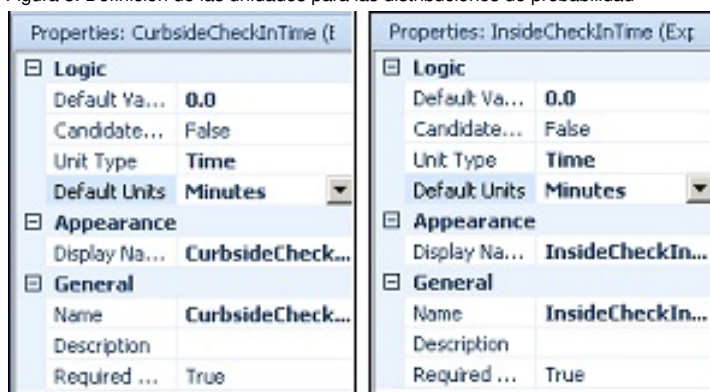 Figura 3. Definición de las unidades para las distribuciones de probabilidad
Properties: CurbsideCheckInTime (E
Logic
Default Va... 0.0
Candidate... False
Unit Type Time
Default Units Minutes
Appearance
Display Na... CurbsideCheck...
General
Name CurbsideCheck...
Description
Required ... True
Properties: InsideCheckInTime (Exp
Logic
Default Va... 0.0
Candidate... False
Unit Type Time
Default Units Minutes
Appearance
Display Na... InsideCheckIn...
General
Name InsideCheckIn...
Description
Required ... True